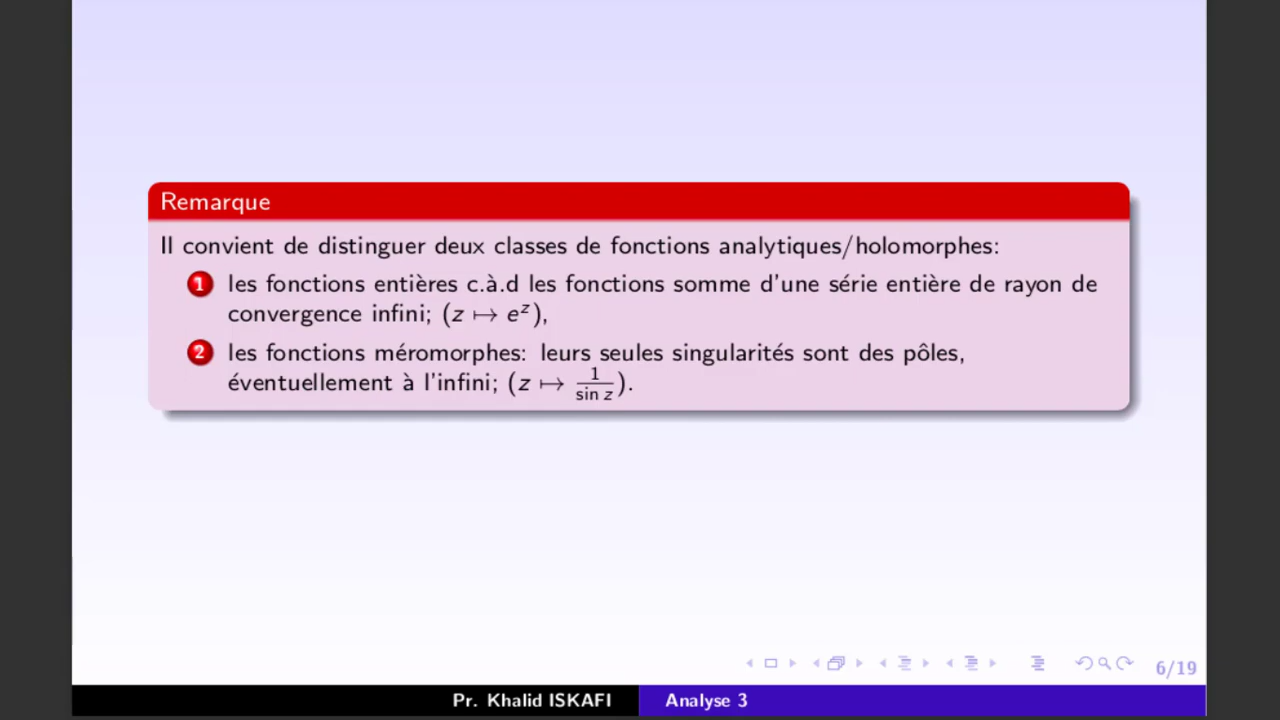 Remarque
Il convient de distinguer deux classes de fonctions analytiques/holomorphes:
1 les fonctions entières c.à.d les fonctions somme d'une série entière de rayon de
convergence infini; (z ↦ e^z),
2 les fonctions méromorphes: leurs seules singularités sont des pôles,
éventuellement à l'infini; (z ↦ 1/sin z).
6/19
Pr. Khalid ISKAFI Analyse 3